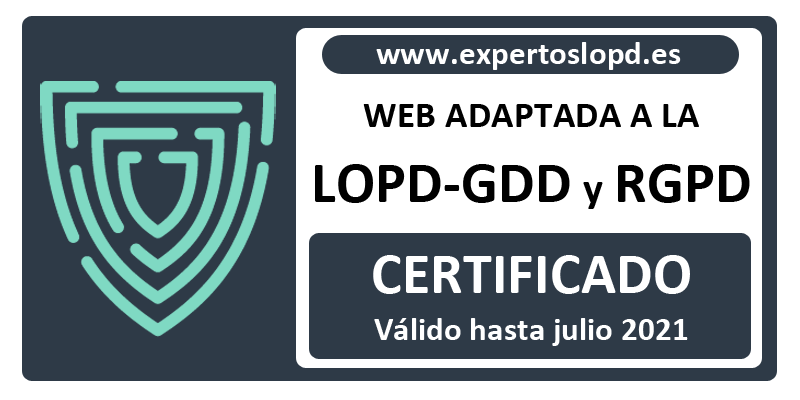 www.expertoslopd.es
WEB ADAPTADA A LA
LOPD-GDD y RGPD
CERTIFICADO
Válido hasta julio 2021